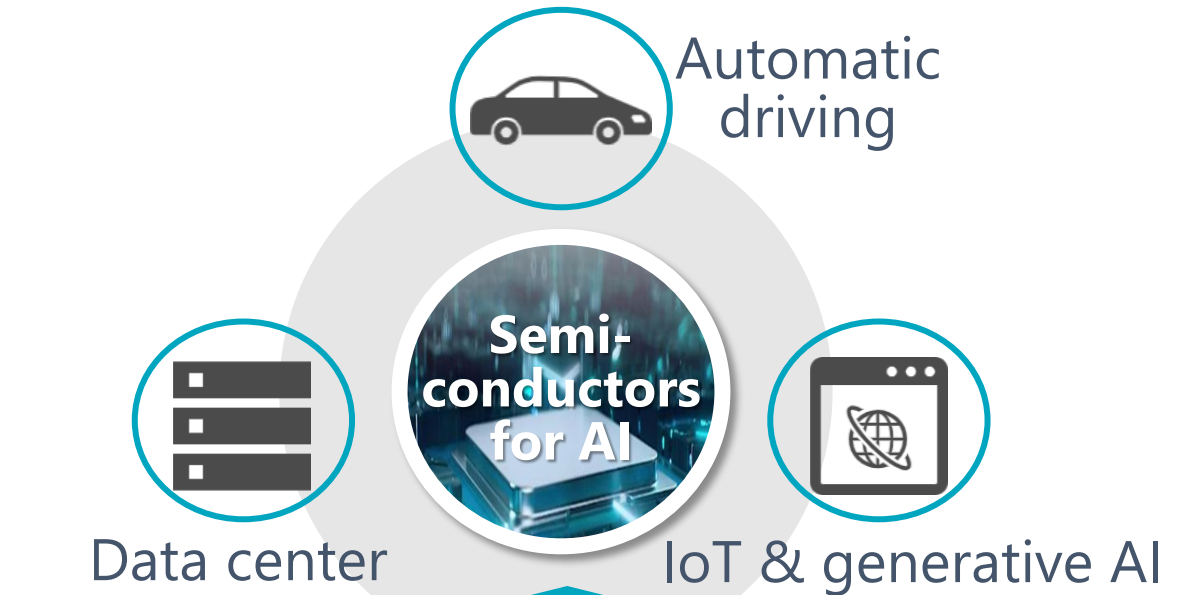 Automatic
driving
Semi-
conductors
for AI
Data center
IoT & generative AI